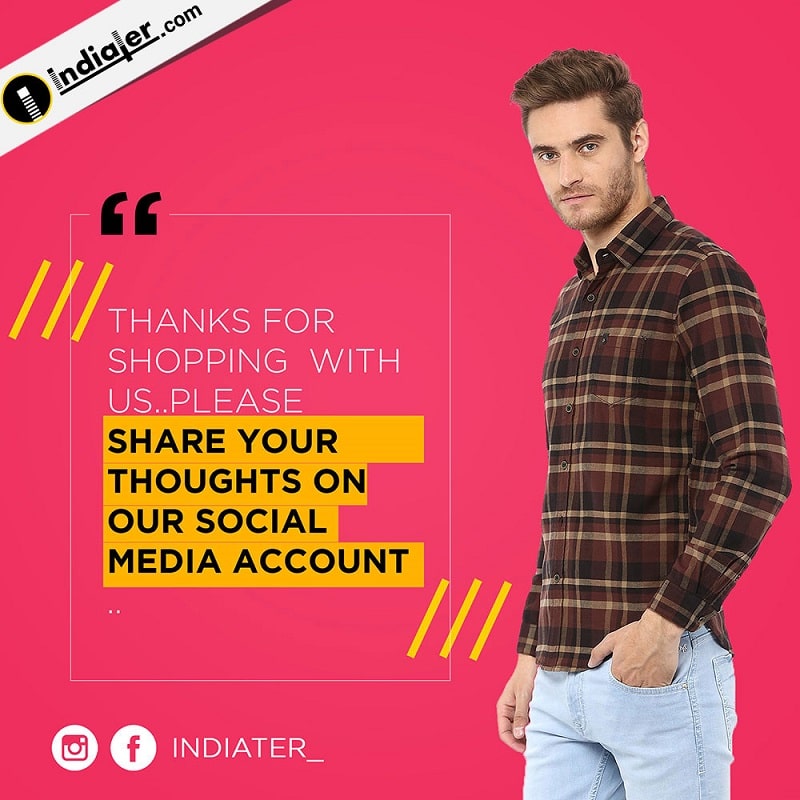 Indiater.com
THANKS FOR
SHOPPING WITH
US..PLEASE
SHARE YOUR
THOUGHTS ON
OUR SOCIAL
MEDIA ACCOUNT
..
INDIATER_